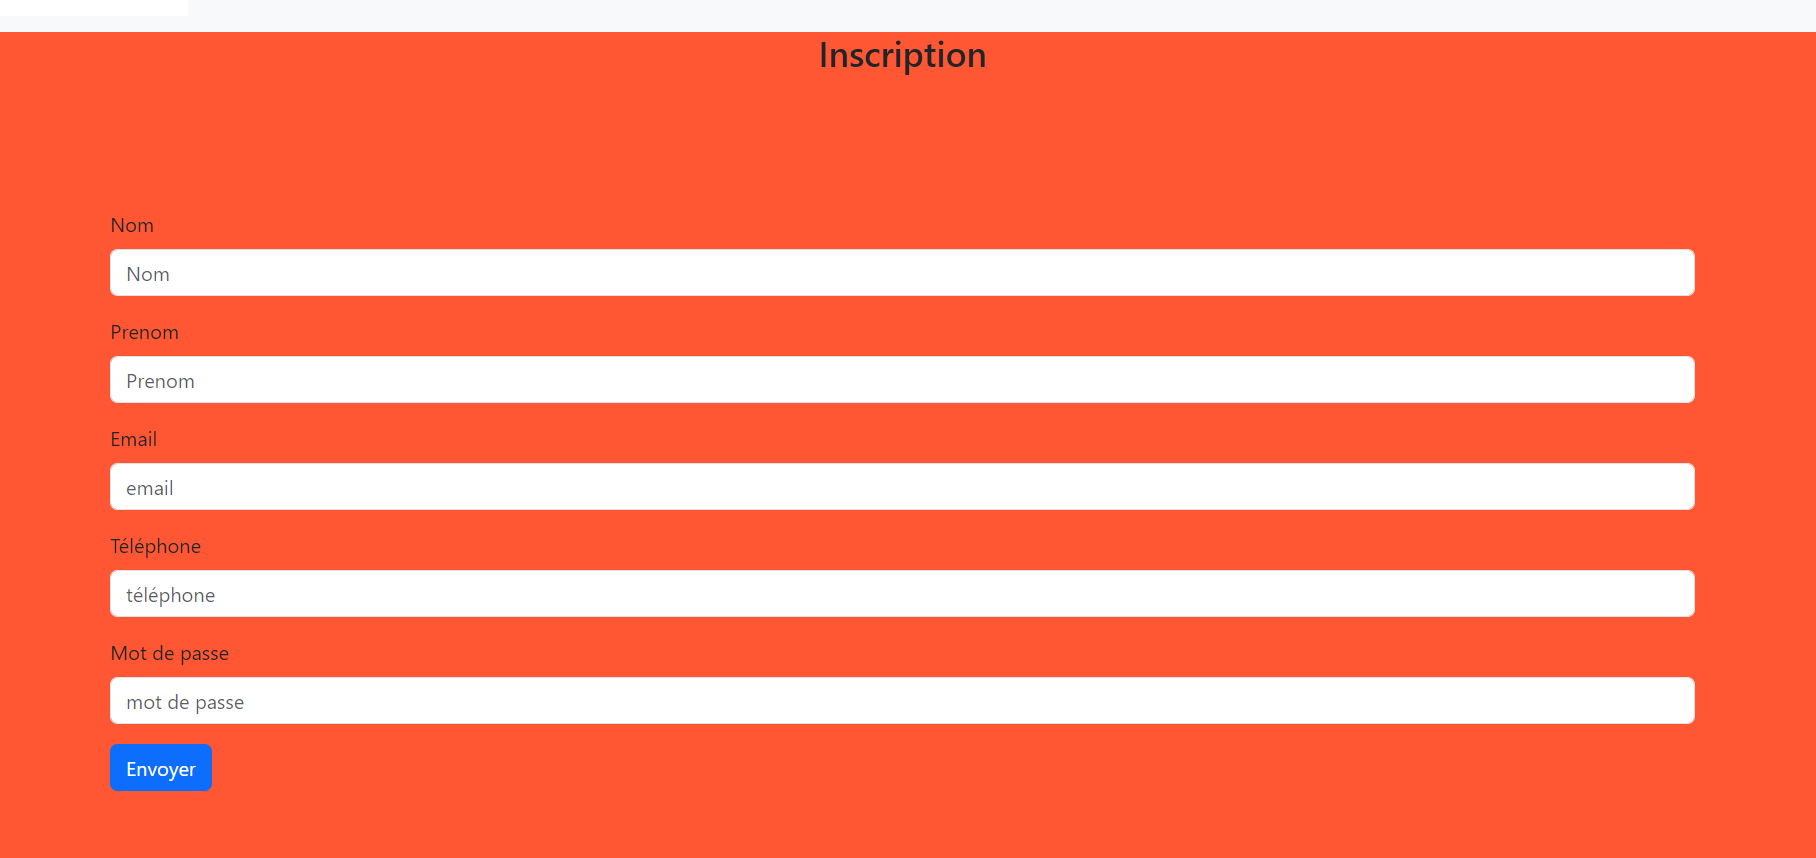 Inscription
Nom
Nom
Prenom
Prenom
Email
email
Téléphone
téléphone
Mot de passe
mot de passe
Envoyer